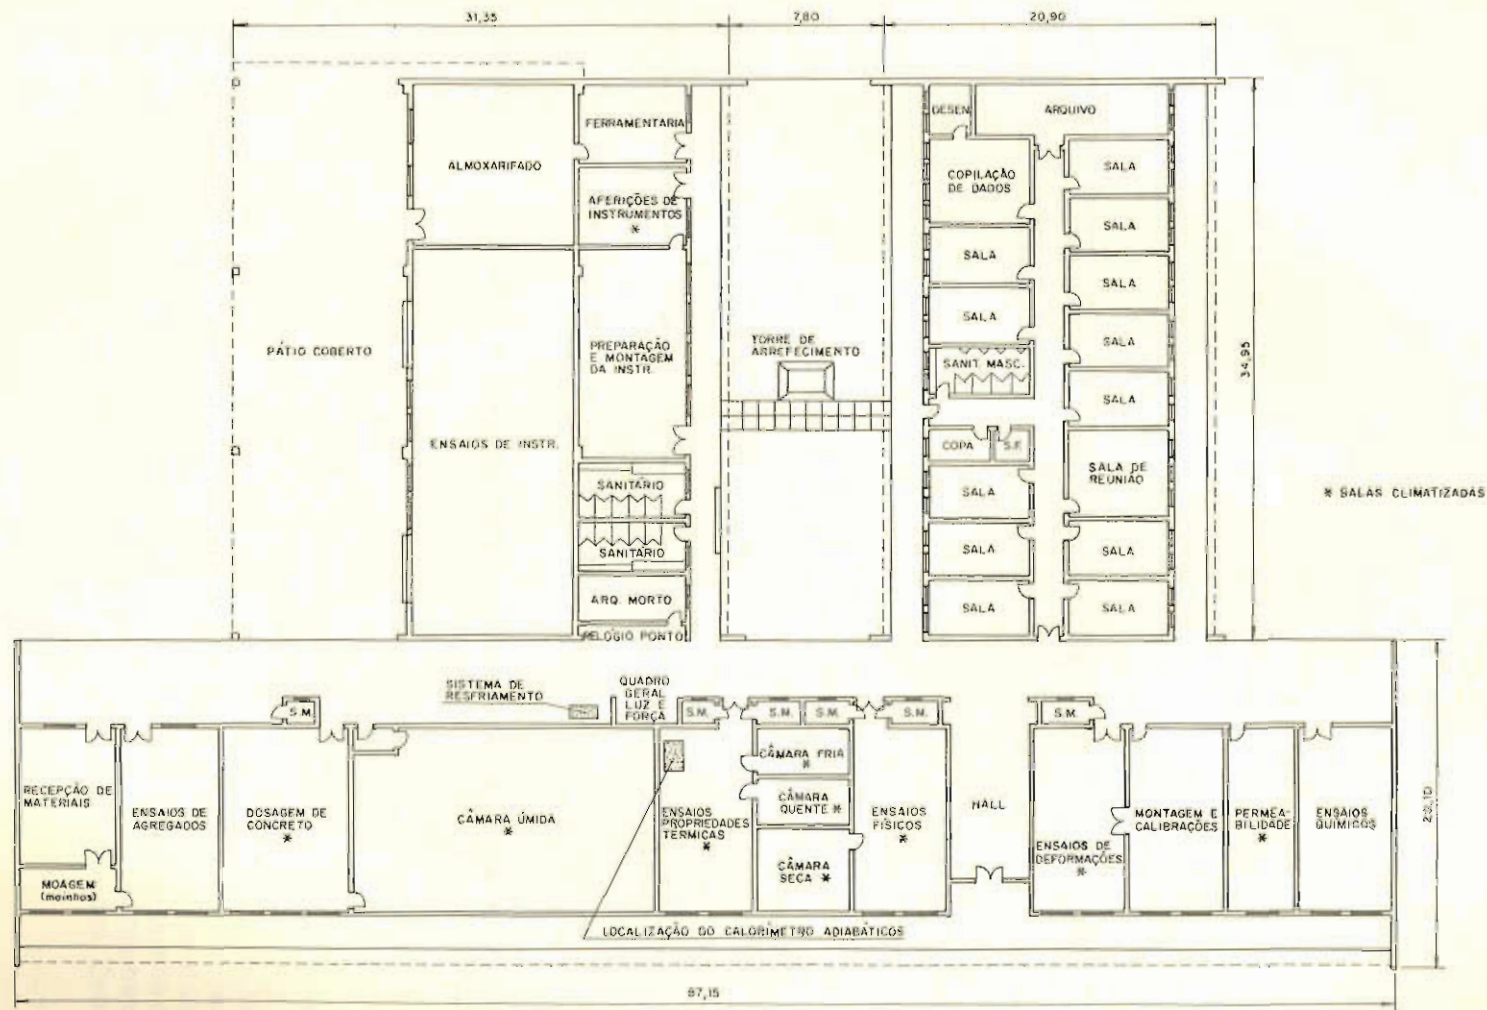 31,35
7,80
20,90
ALMOXARIFADO
FERRAMENTARIA
AFERIÇÕES DE
INSTRUMENTOS
*
DESEN
ARQUIVO
COPILAÇÃO
DE DADOS
SALA
SALA
SALA
SALA
SALA
SALA
SALA
PÁTIO COBERTO
PREPARAÇÃO
E MONTAGEM
DA INSTR.
TORRE DE
ARREFECIMENTO
SANIT. MASC.
34,95
ENSAIOS DE INSTR.
COPA
S.F.
SALA DE
REUNIÃO
SANITÁRIO
SANITÁRIO
SALA
SALA
SALA
SALA
SALA
* SALAS CLIMATIZADAS
ARQ. MORTO
RELÓGIO PONTO
SISTEMA DE
RESFRIAMENTO
QUADRO
GERAL
LUZ E
FORÇA
S.M.
S.M.
S.M.
S.M.
S.M.
S.M.
RECEPÇÃO DE
MATERIAIS
ENSAIOS DE
AGREGADOS
DOSAGEM DE
CONCRETO
*
CÂMARA ÚMIDA
*
ENSAIOS
PROPRIEDADES
TERMICAS
*
CÂMARA FRIA
*
CÂMARA
QUENTE *
CÂMARA
SECA *
ENSAIOS
FÍSICOS
*
HALL
ENSAIOS DE
DEFORMAÇÕES
*
MONTAGEM E
CALIBRAÇÕES
PERMEA-
BILIDADE
*
ENSAIOS
QUIMICOS
MOAGEM
(moinhos)
LOCALIZAÇÃO DO CALORÍMETRO ADIABÁTICOS
87,15